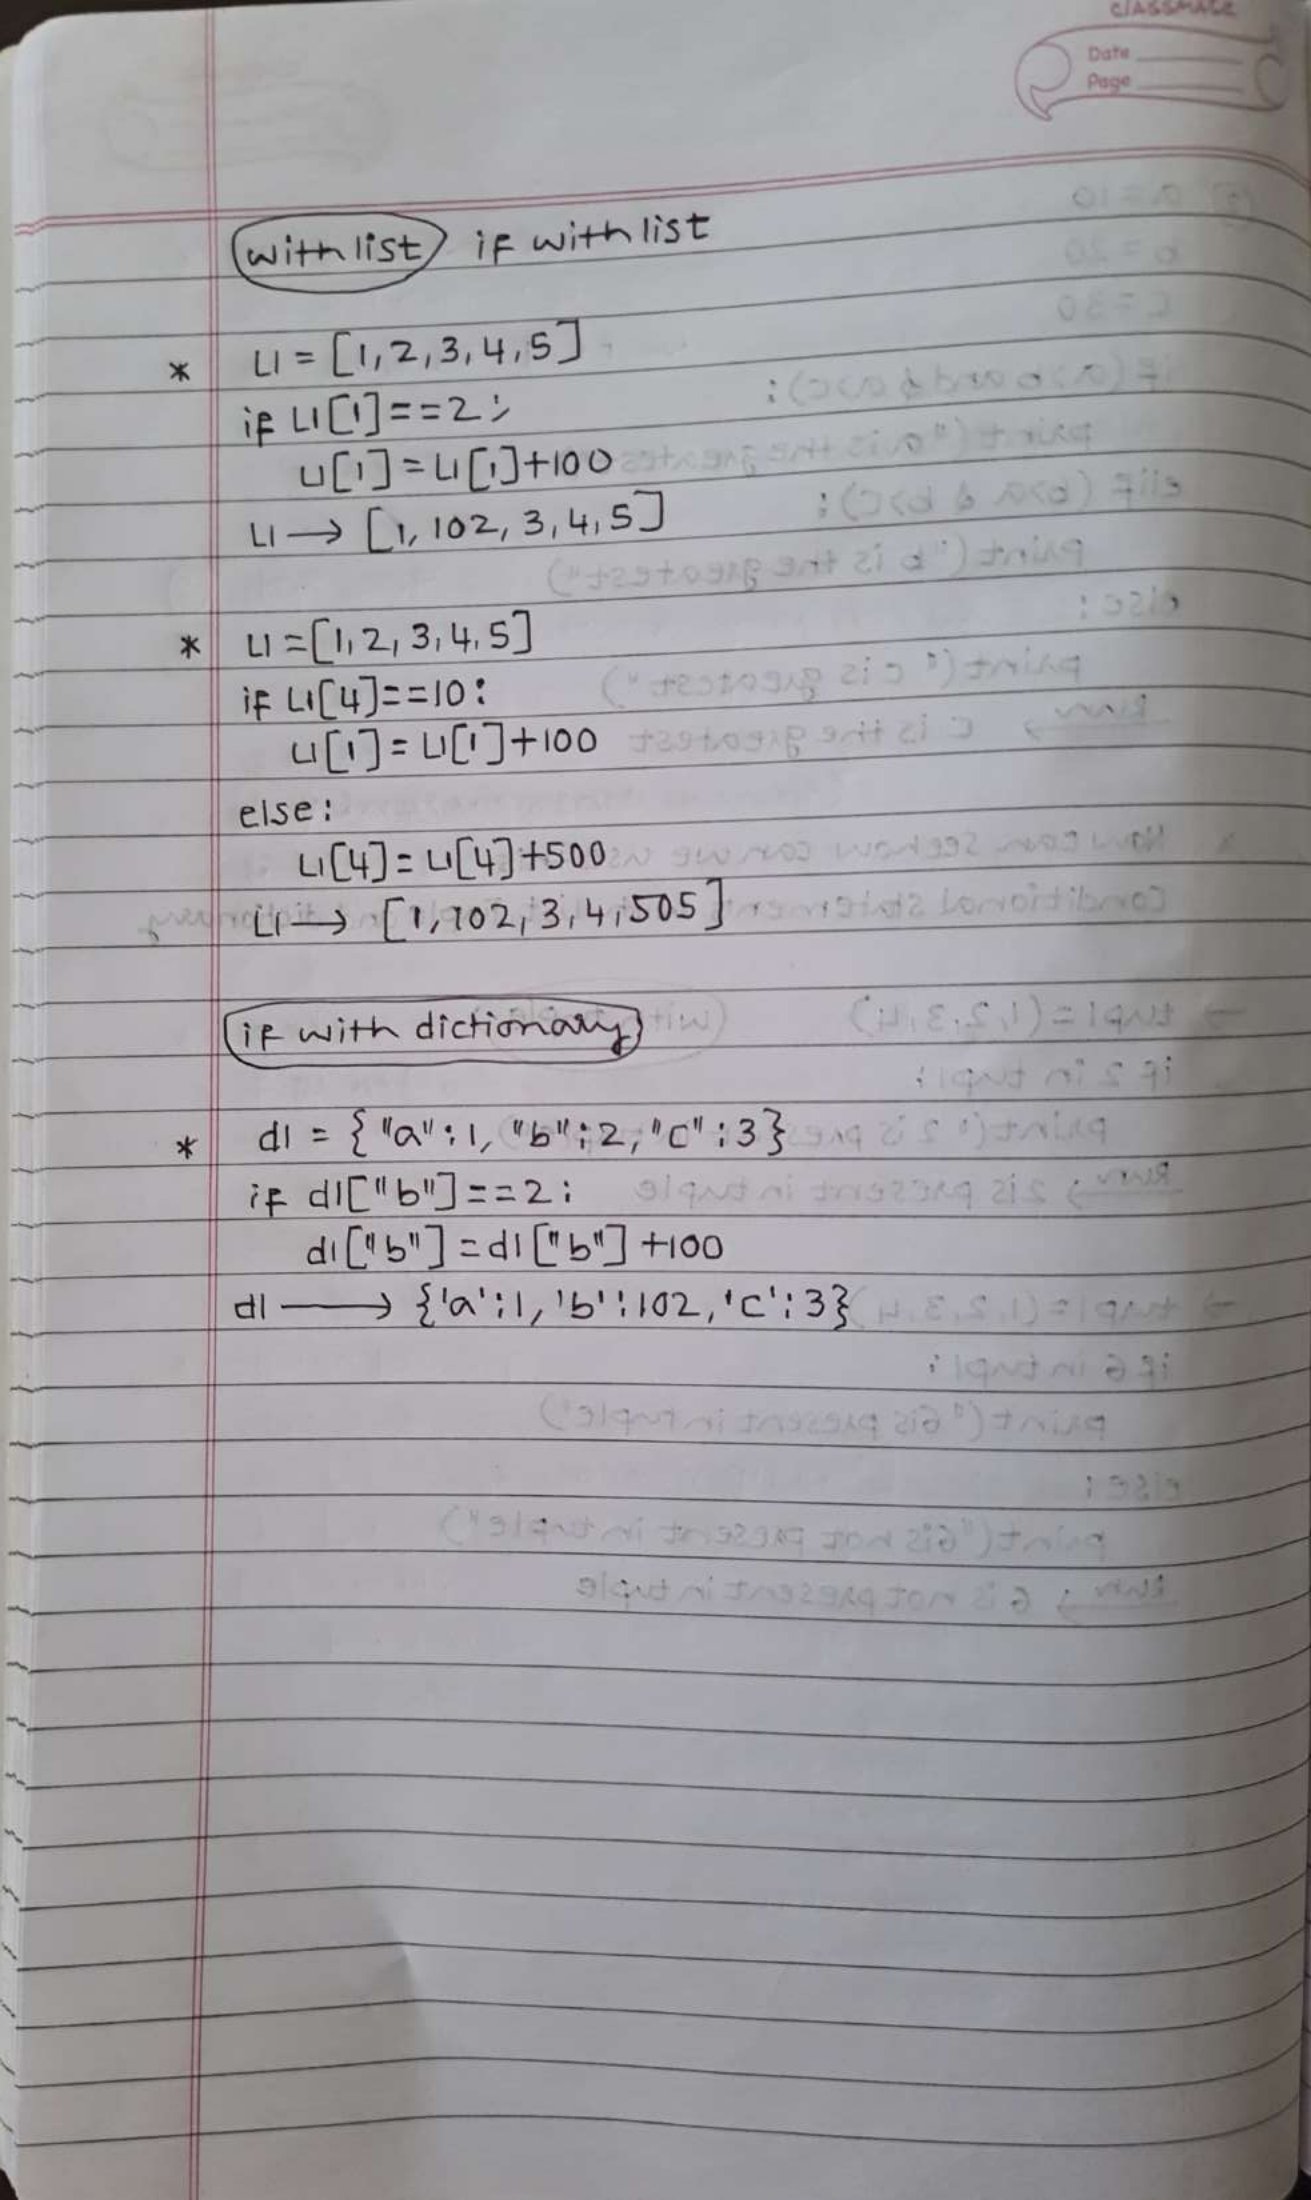 classmate
Date
Page
with list if with list
* L1 = [1,2,3,4,5]
if L1[1]==2:
L1[1]=L1[1]+100
L1 → [1, 102, 3, 4, 5]
* L1 =[1,2,3,4,5]
if L1[4]==10:
L1[1]=L1[1]+100
else:
L1[4]=L1[4]+500
L1 → [1,102,3,4,505]
if with dictionary
* d1 = {"a":1, "b":2,"c":3}
if d1["b"]==2:
d1["b"]=d1["b"]+100
d1 → {'a':1,'b':102,'c':3}